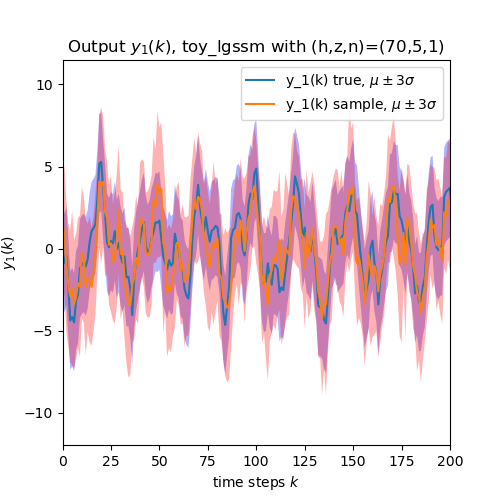 Output y₁(k), toy_lgssm with (h,z,n)=(70,5,1)
y_1(k) true, μ ± 3σ
y_1(k) sample, μ ± 3σ
10
5
0
−5
−10
y₁(k)
0 25 50 75 100 125 150 175 200
time steps k